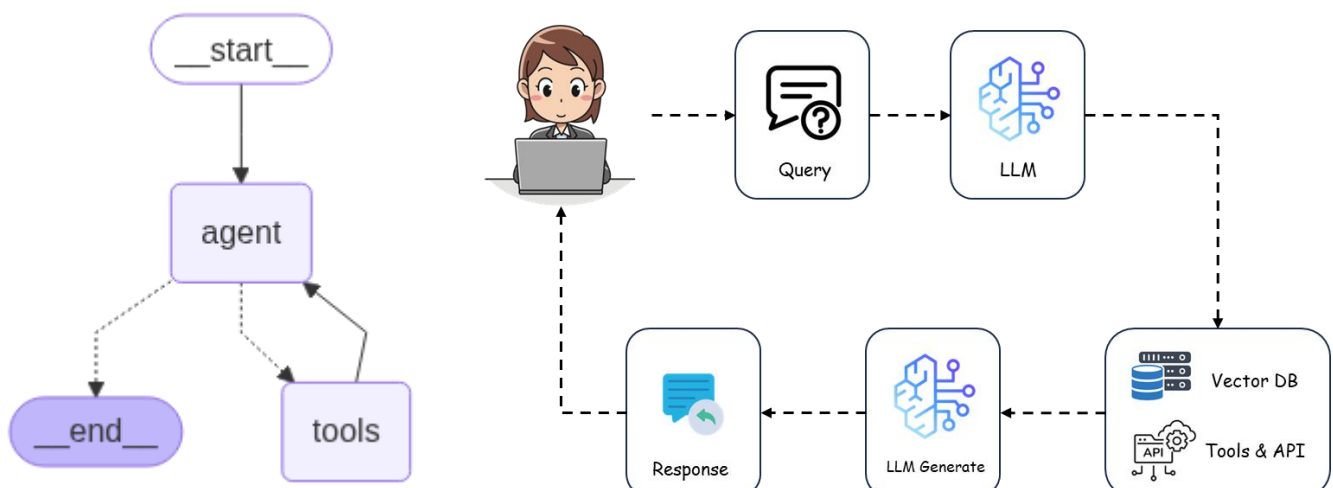 __start__
agent
__end__
tools
Query
LLM
Vector DB
API
Tools & API
LLM Generate
Response